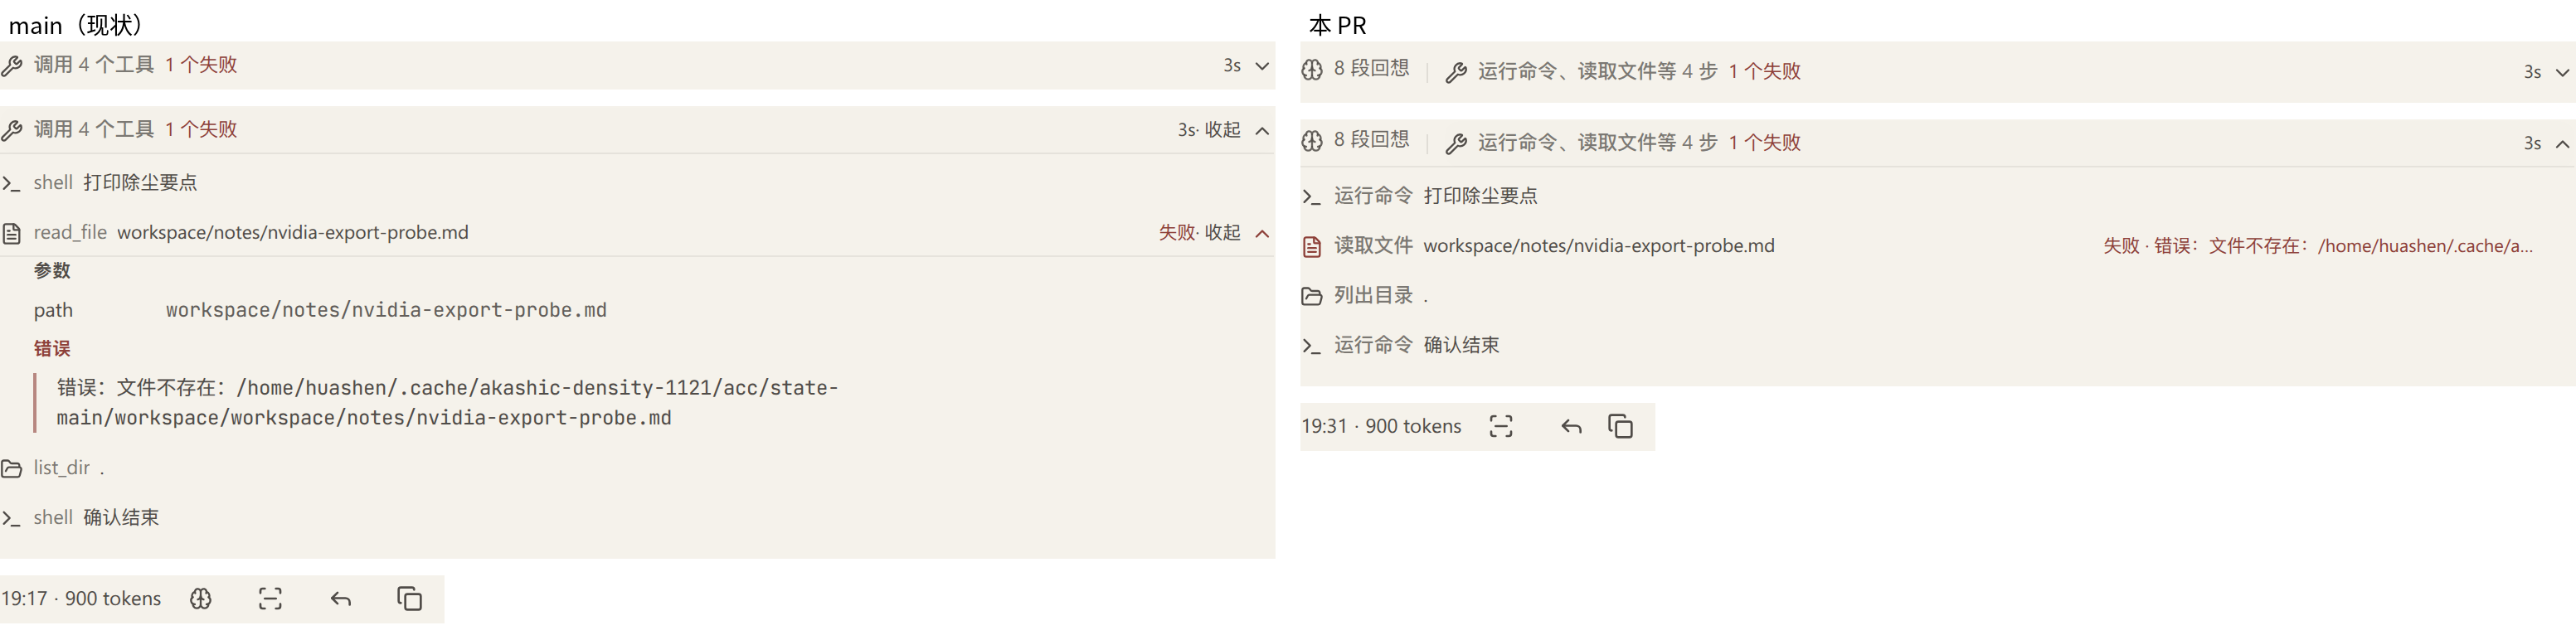 main（现状）
调用 4 个工具 1 个失败 3s
调用 4 个工具 1 个失败 3s· 收起
shell 打印除尘要点
read_file workspace/notes/nvidia-export-probe.md 失败· 收起
参数
path workspace/notes/nvidia-export-probe.md
错误
错误：文件不存在：/home/huashen/.cache/akashic-density-1121/acc/state-
main/workspace/workspace/notes/nvidia-export-probe.md
list_dir .
shell 确认结束
19:17 · 900 tokens
本 PR
8 段回想 运行命令、读取文件等 4 步 1 个失败 3s
8 段回想 运行命令、读取文件等 4 步 1 个失败 3s
运行命令 打印除尘要点
读取文件 workspace/notes/nvidia-export-probe.md 失败 · 错误：文件不存在：/home/huashen/.cache/a...
列出目录 .
运行命令 确认结束
19:31 · 900 tokens